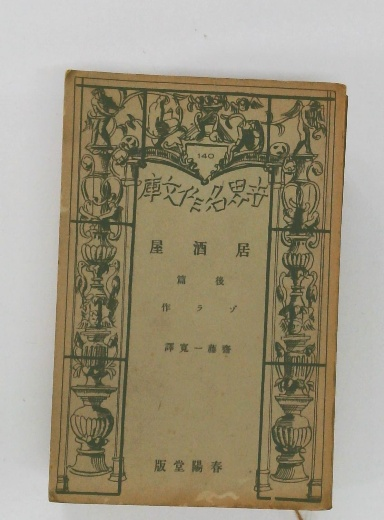 140
世界名作文庫
居酒屋
後篇
ゾラ作
齋藤一寛譯
春陽堂版